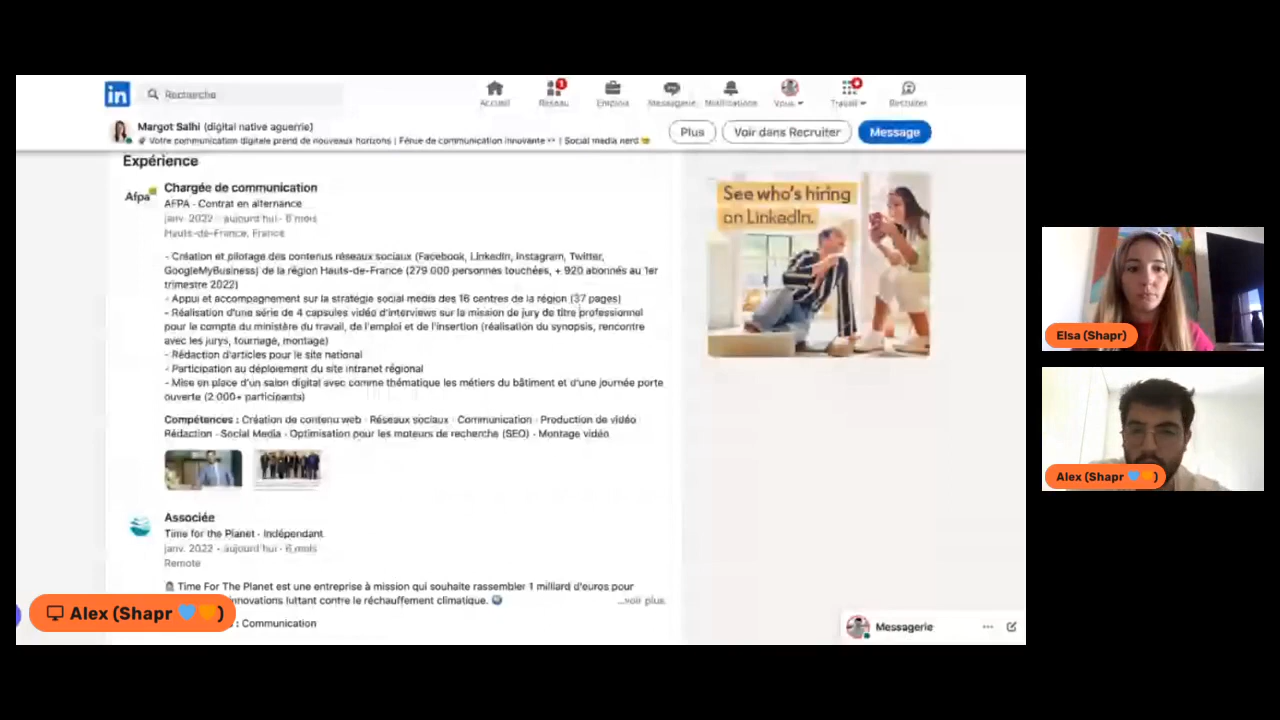 in
Recherche
1
Accueil
Réseau
Emplois
Messagerie
Notifications
Vous
Travail
Recruiter
Margot Salhi (digital native aguerrie)
Votre communication digitale prend de nouveaux horizons | Férue de communication innovante | Social media nerd
Plus
Voir dans Recruiter
Message
Expérience
Afpa
Chargée de communication
AFPA - Contrat en alternance
janv. 2022 - aujourd'hui · 6 mois
Hauts-de-France, France
- Création et pilotage des contenus réseaux sociaux (Facebook, LinkedIn, Instagram, Twitter,
GoogleMyBusiness) de la région Hauts-de-France (279 000 personnes touchées, + 920 abonnés au 1er
trimestre 2022)
- Appui et accompagnement sur la stratégie social media des 16 centres de la région (37 pages)
- Réalisation d'une série de 4 capsules vidéo d'interviews sur la mission de jury de titre professionnel
pour le compte du ministère du travail, de l'emploi et de l'insertion (réalisation du synopsis, rencontre
avec les jurys, tournage, montage)
- Rédaction d'articles pour le site national
- Participation au déploiement du site intranet régional
- Mise en place d'un salon digital avec comme thématique les métiers du bâtiment et d'une journée porte
ouverte (2 000+ participants)
Compétences : Création de contenu web · Réseaux sociaux · Communication · Production de vidéo
Rédaction · Social Media · Optimisation pour les moteurs de recherche (SEO) · Montage vidéo
Associée
Time for the Planet - Indépendant
janv. 2022 - aujourd'hui · 6 mois
Remote
Time For The Planet est une entreprise à mission qui souhaite rassembler 1 milliard d'euros pour
innovations luttant contre le réchauffement climatique.
...voir plus
: Communication
See who's hiring
on LinkedIn.
Messagerie
Elsa (Shapr)
Alex (Shapr 💙🧡)
Alex (Shapr 💙🧡)